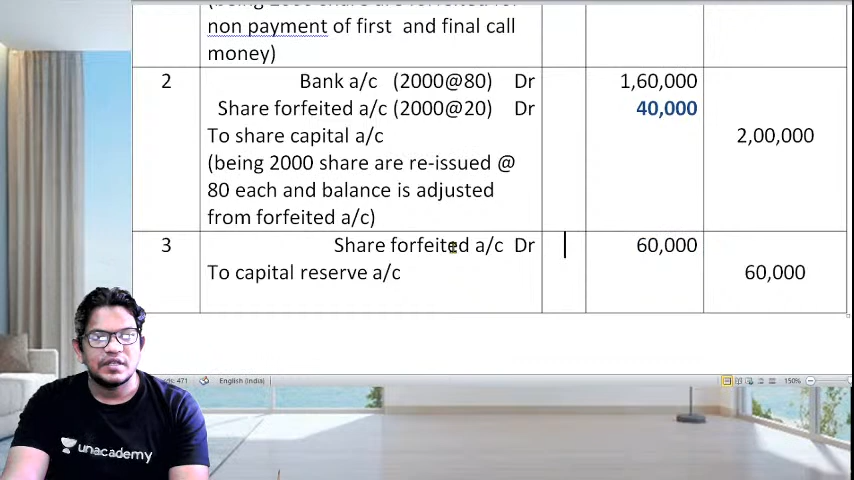 non payment of first and final call
money)
2 Bank a/c (2000@80) Dr 1,60,000
Share forfeited a/c (2000@20) Dr 40,000
To share capital a/c 2,00,000
(being 2000 share are re-issued @
80 each and balance is adjusted
from forfeited a/c)
3 Share forfeited a/c Dr 60,000
To capital reserve a/c 60,000
471 English (India) 150%
unacademy